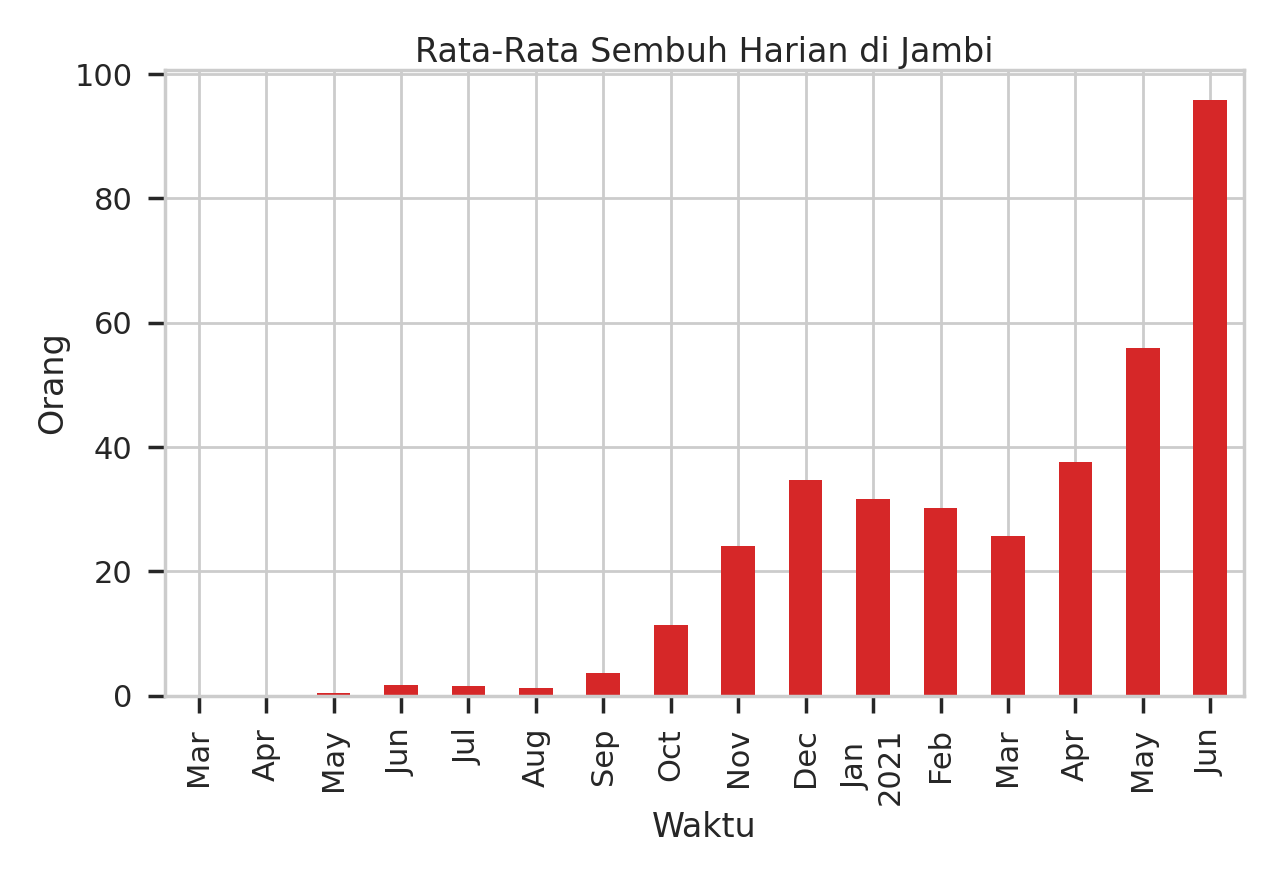 Rata-Rata Sembuh Harian di Jambi
100
80
60
40
20
0
Orang
Mar
Apr
May
Jun
Jul
Aug
Sep
Oct
Nov
Dec
Jan
2021
Feb
Mar
Apr
May
Jun
Waktu